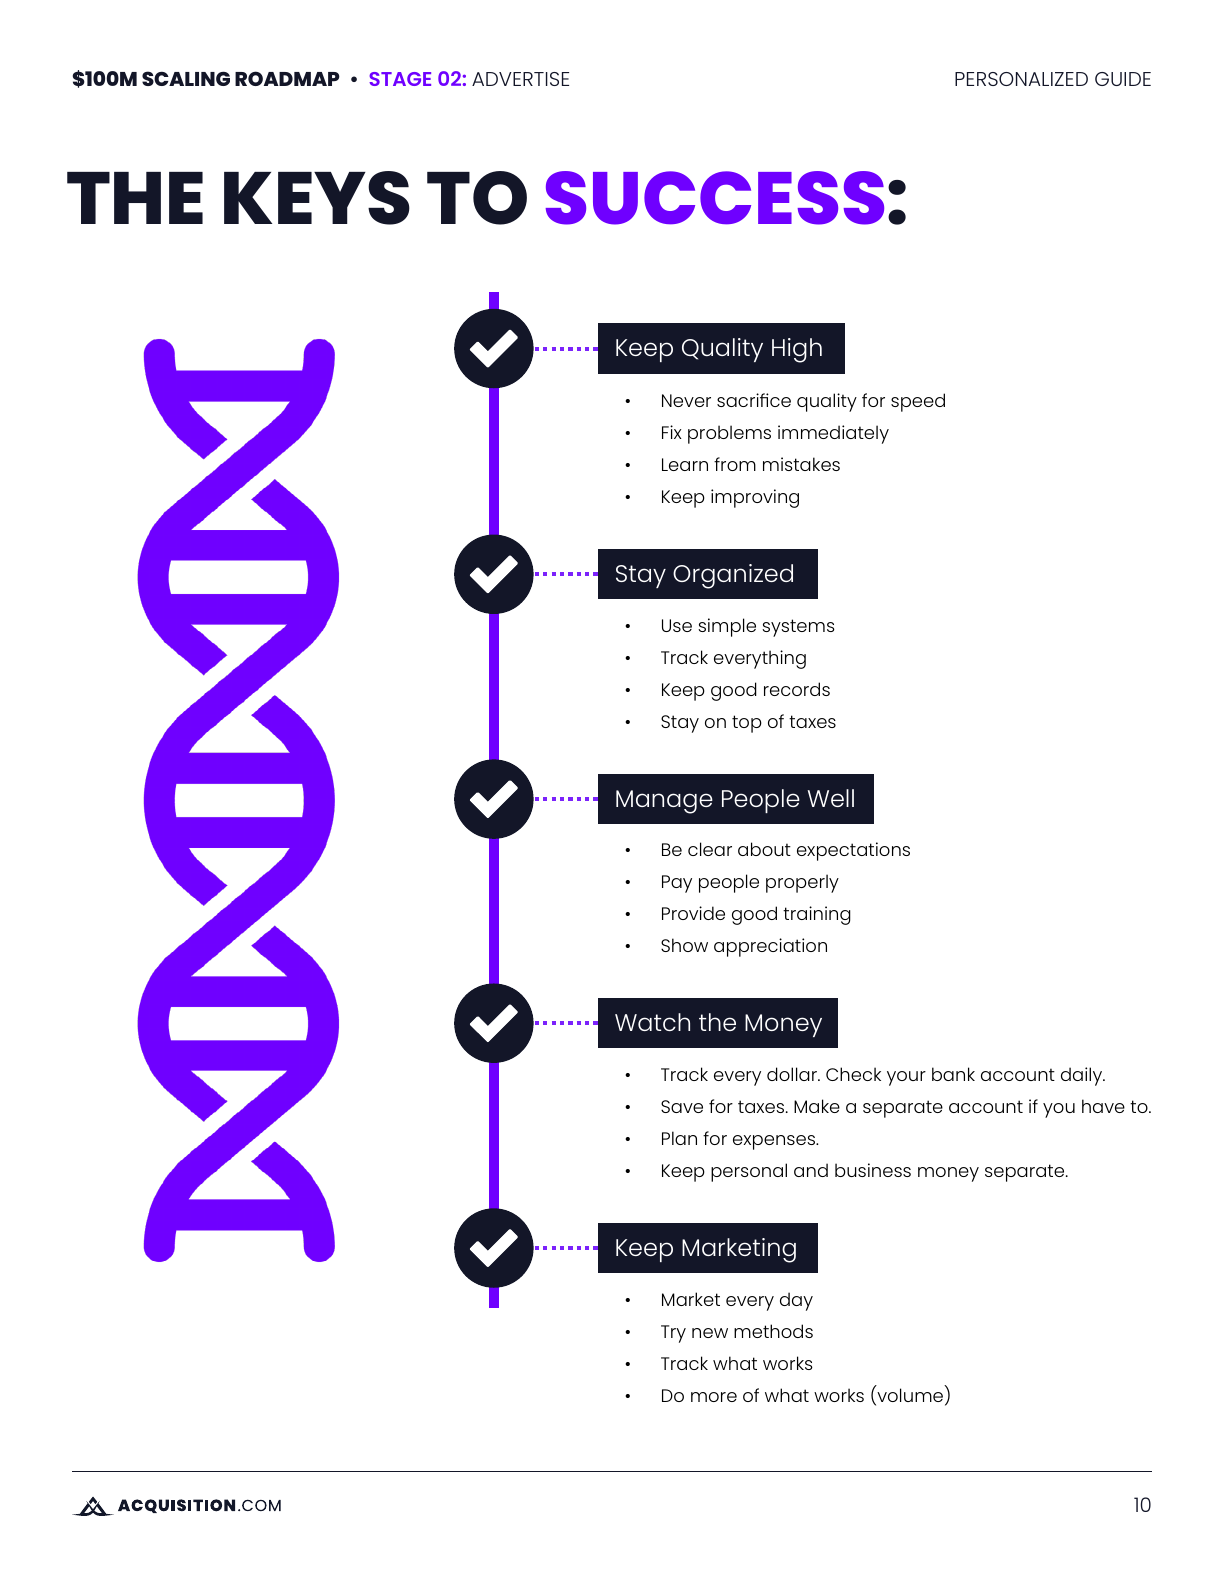 $100M SCALING ROADMAP • STAGE 02: ADVERTISE
PERSONALIZED GUIDE
THE KEYS TO SUCCESS:
Keep Quality High
• Never sacrifice quality for speed
• Fix problems immediately
• Learn from mistakes
• Keep improving
Stay Organized
• Use simple systems
• Track everything
• Keep good records
• Stay on top of taxes
Manage People Well
• Be clear about expectations
• Pay people properly
• Provide good training
• Show appreciation
Watch the Money
• Track every dollar. Check your bank account daily.
• Save for taxes. Make a separate account if you have to.
• Plan for expenses.
• Keep personal and business money separate.
Keep Marketing
• Market every day
• Try new methods
• Track what works
• Do more of what works (volume)
ACQUISITION.COM
10